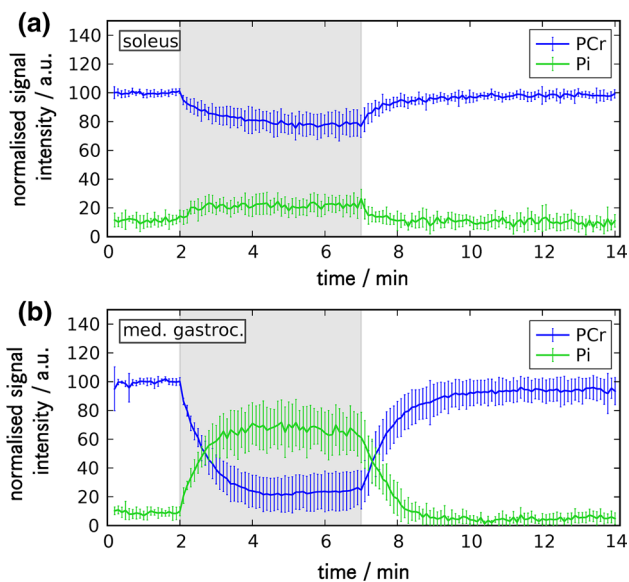 (a)
normalised signal
intensity / a.u.
140
120
100
80
60
40
20
0
soleus
PCr
Pi
0 2 4 6 8 10 12 14
time / min
(b)
normalised signal
intensity / a.u.
140
120
100
80
60
40
20
0
med. gastroc.
PCr
Pi
0 2 4 6 8 10 12 14
time / min